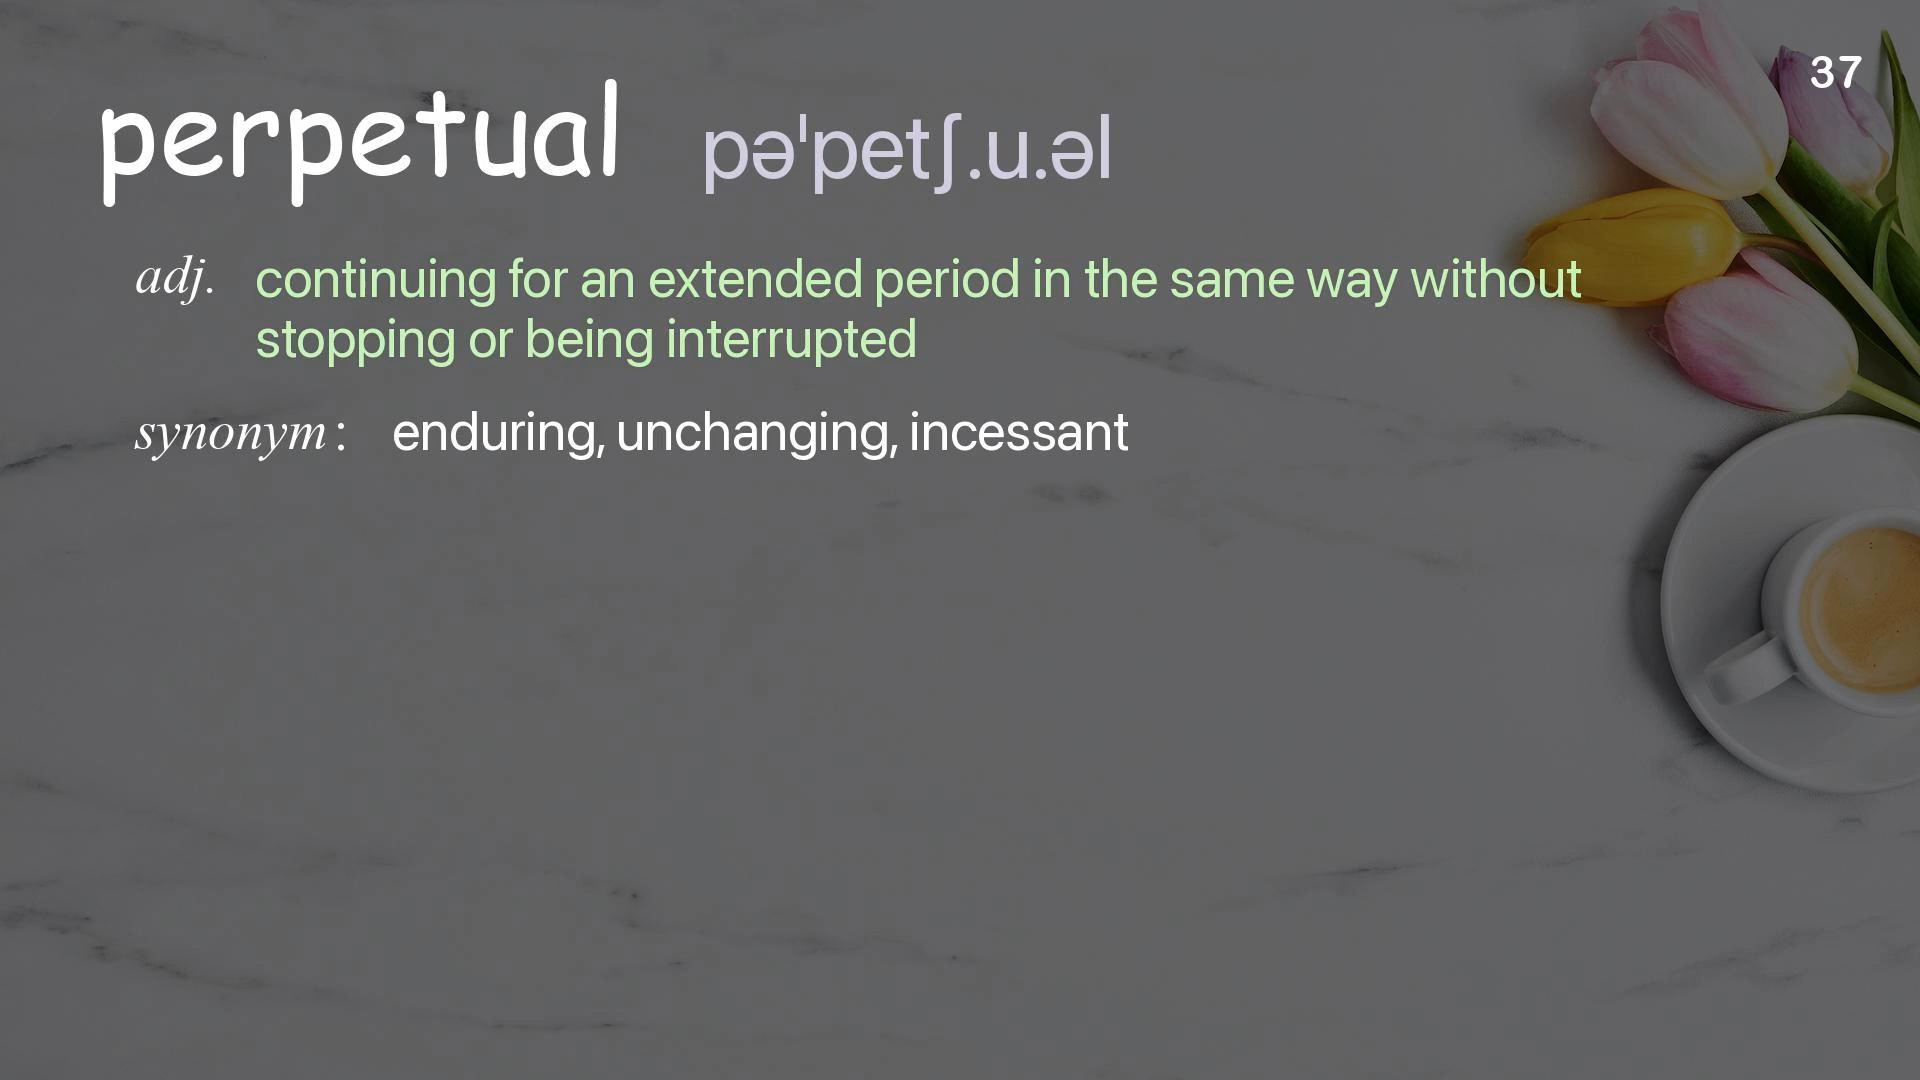 37
perpetual pəˈpetʃ.u.əl
adj. continuing for an extended period in the same way without
stopping or being interrupted
synonym : enduring, unchanging, incessant